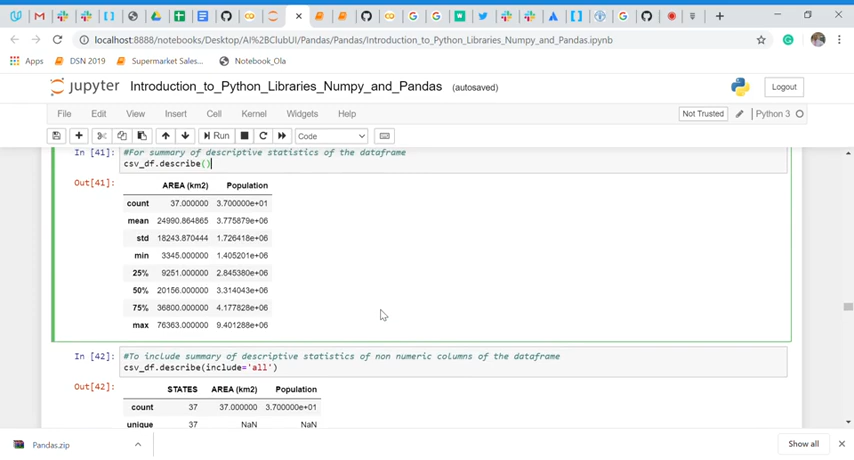 localhost:8888/notebooks/Desktop/AI%2BClubUI/Pandas/Pandas/Introduction_to_Python_Libraries_Numpy_and_Pandas.ipynb
Apps DSN 2019 Supermarket Sales... Notebook_Ola
jupyter Introduction_to_Python_Libraries_Numpy_and_Pandas (autosaved) Logout
File Edit View Insert Cell Kernel Widgets Help Not Trusted Python 3
Run Code
In [41]: #For summary of descriptive statistics of the dataframe
csv_df.describe()
Out[41]:
AREA (km2) Population
count 37.000000 3.700000e+01
mean 24990.864865 3.775879e+06
std 18243.870444 1.726418e+06
min 3345.000000 1.405201e+06
25% 9251.000000 2.845380e+06
50% 20156.000000 3.314043e+06
75% 36800.000000 4.177828e+06
max 76363.000000 9.401288e+06
In [42]: #To include summary of descriptive statistics of non numeric columns of the dataframe
csv_df.describe(include='all')
Out[42]:
STATES AREA (km2) Population
count 37 37.000000 3.700000e+01
unique 37 NaN NaN
Pandas.zip Show all